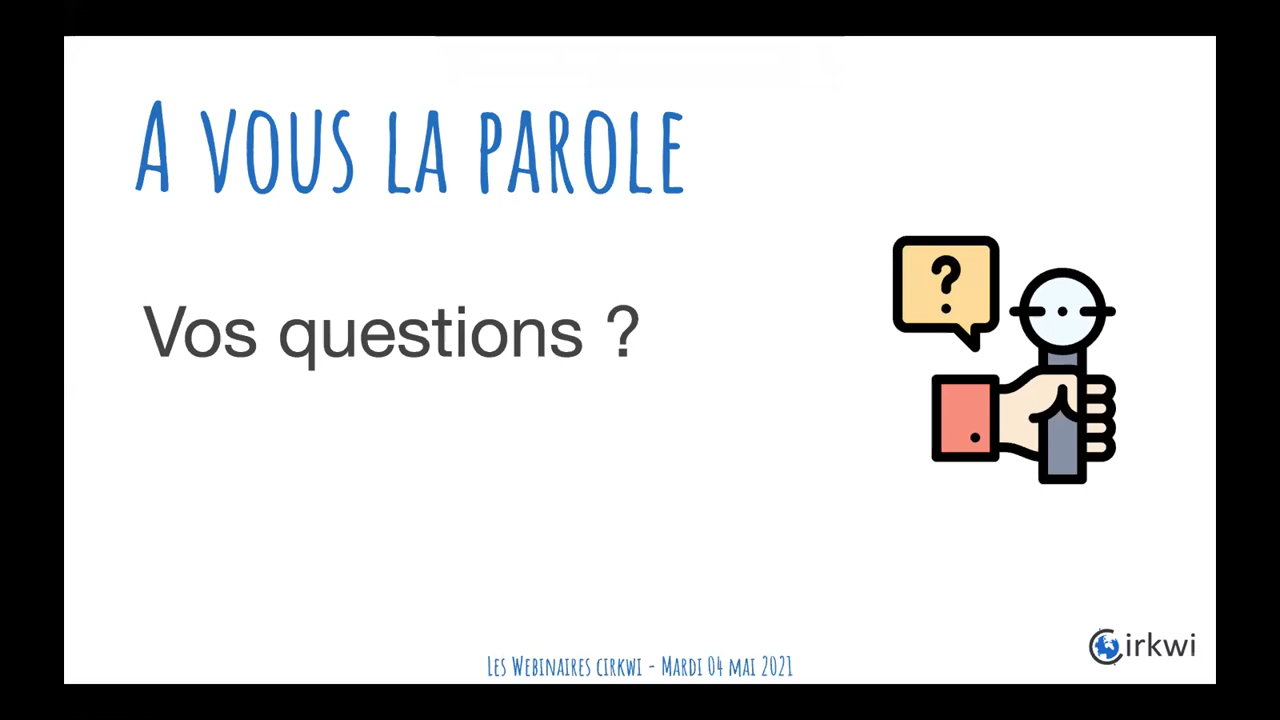 A VOUS LA PAROLE
Vos questions ?
?
LES WEBINAIRES CIRKWI - MARDI 04 MAI 2021
Cirkwi